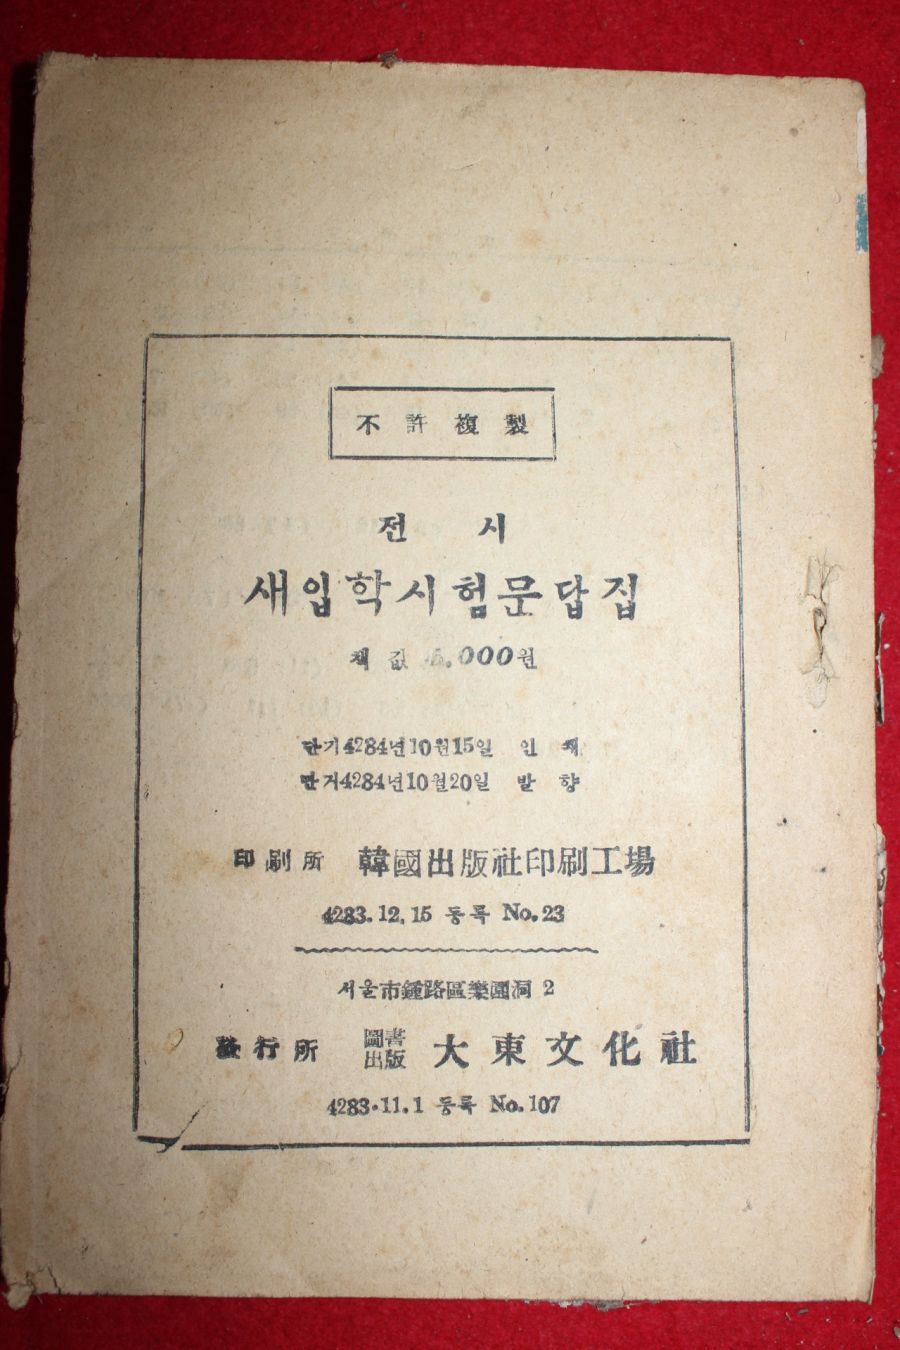 不許複製
전시
새입학시험문답집
책값 ,000원
단기4284년10월15일 인쇄
단기4284년10월20일 발행
印刷所 韓國出版社印刷工場
4283.12.15 등록 No.23
서울市鍾路區樂園洞 2
發行所 圖書出版 大東文化社
4283.11.1 등록 No.107